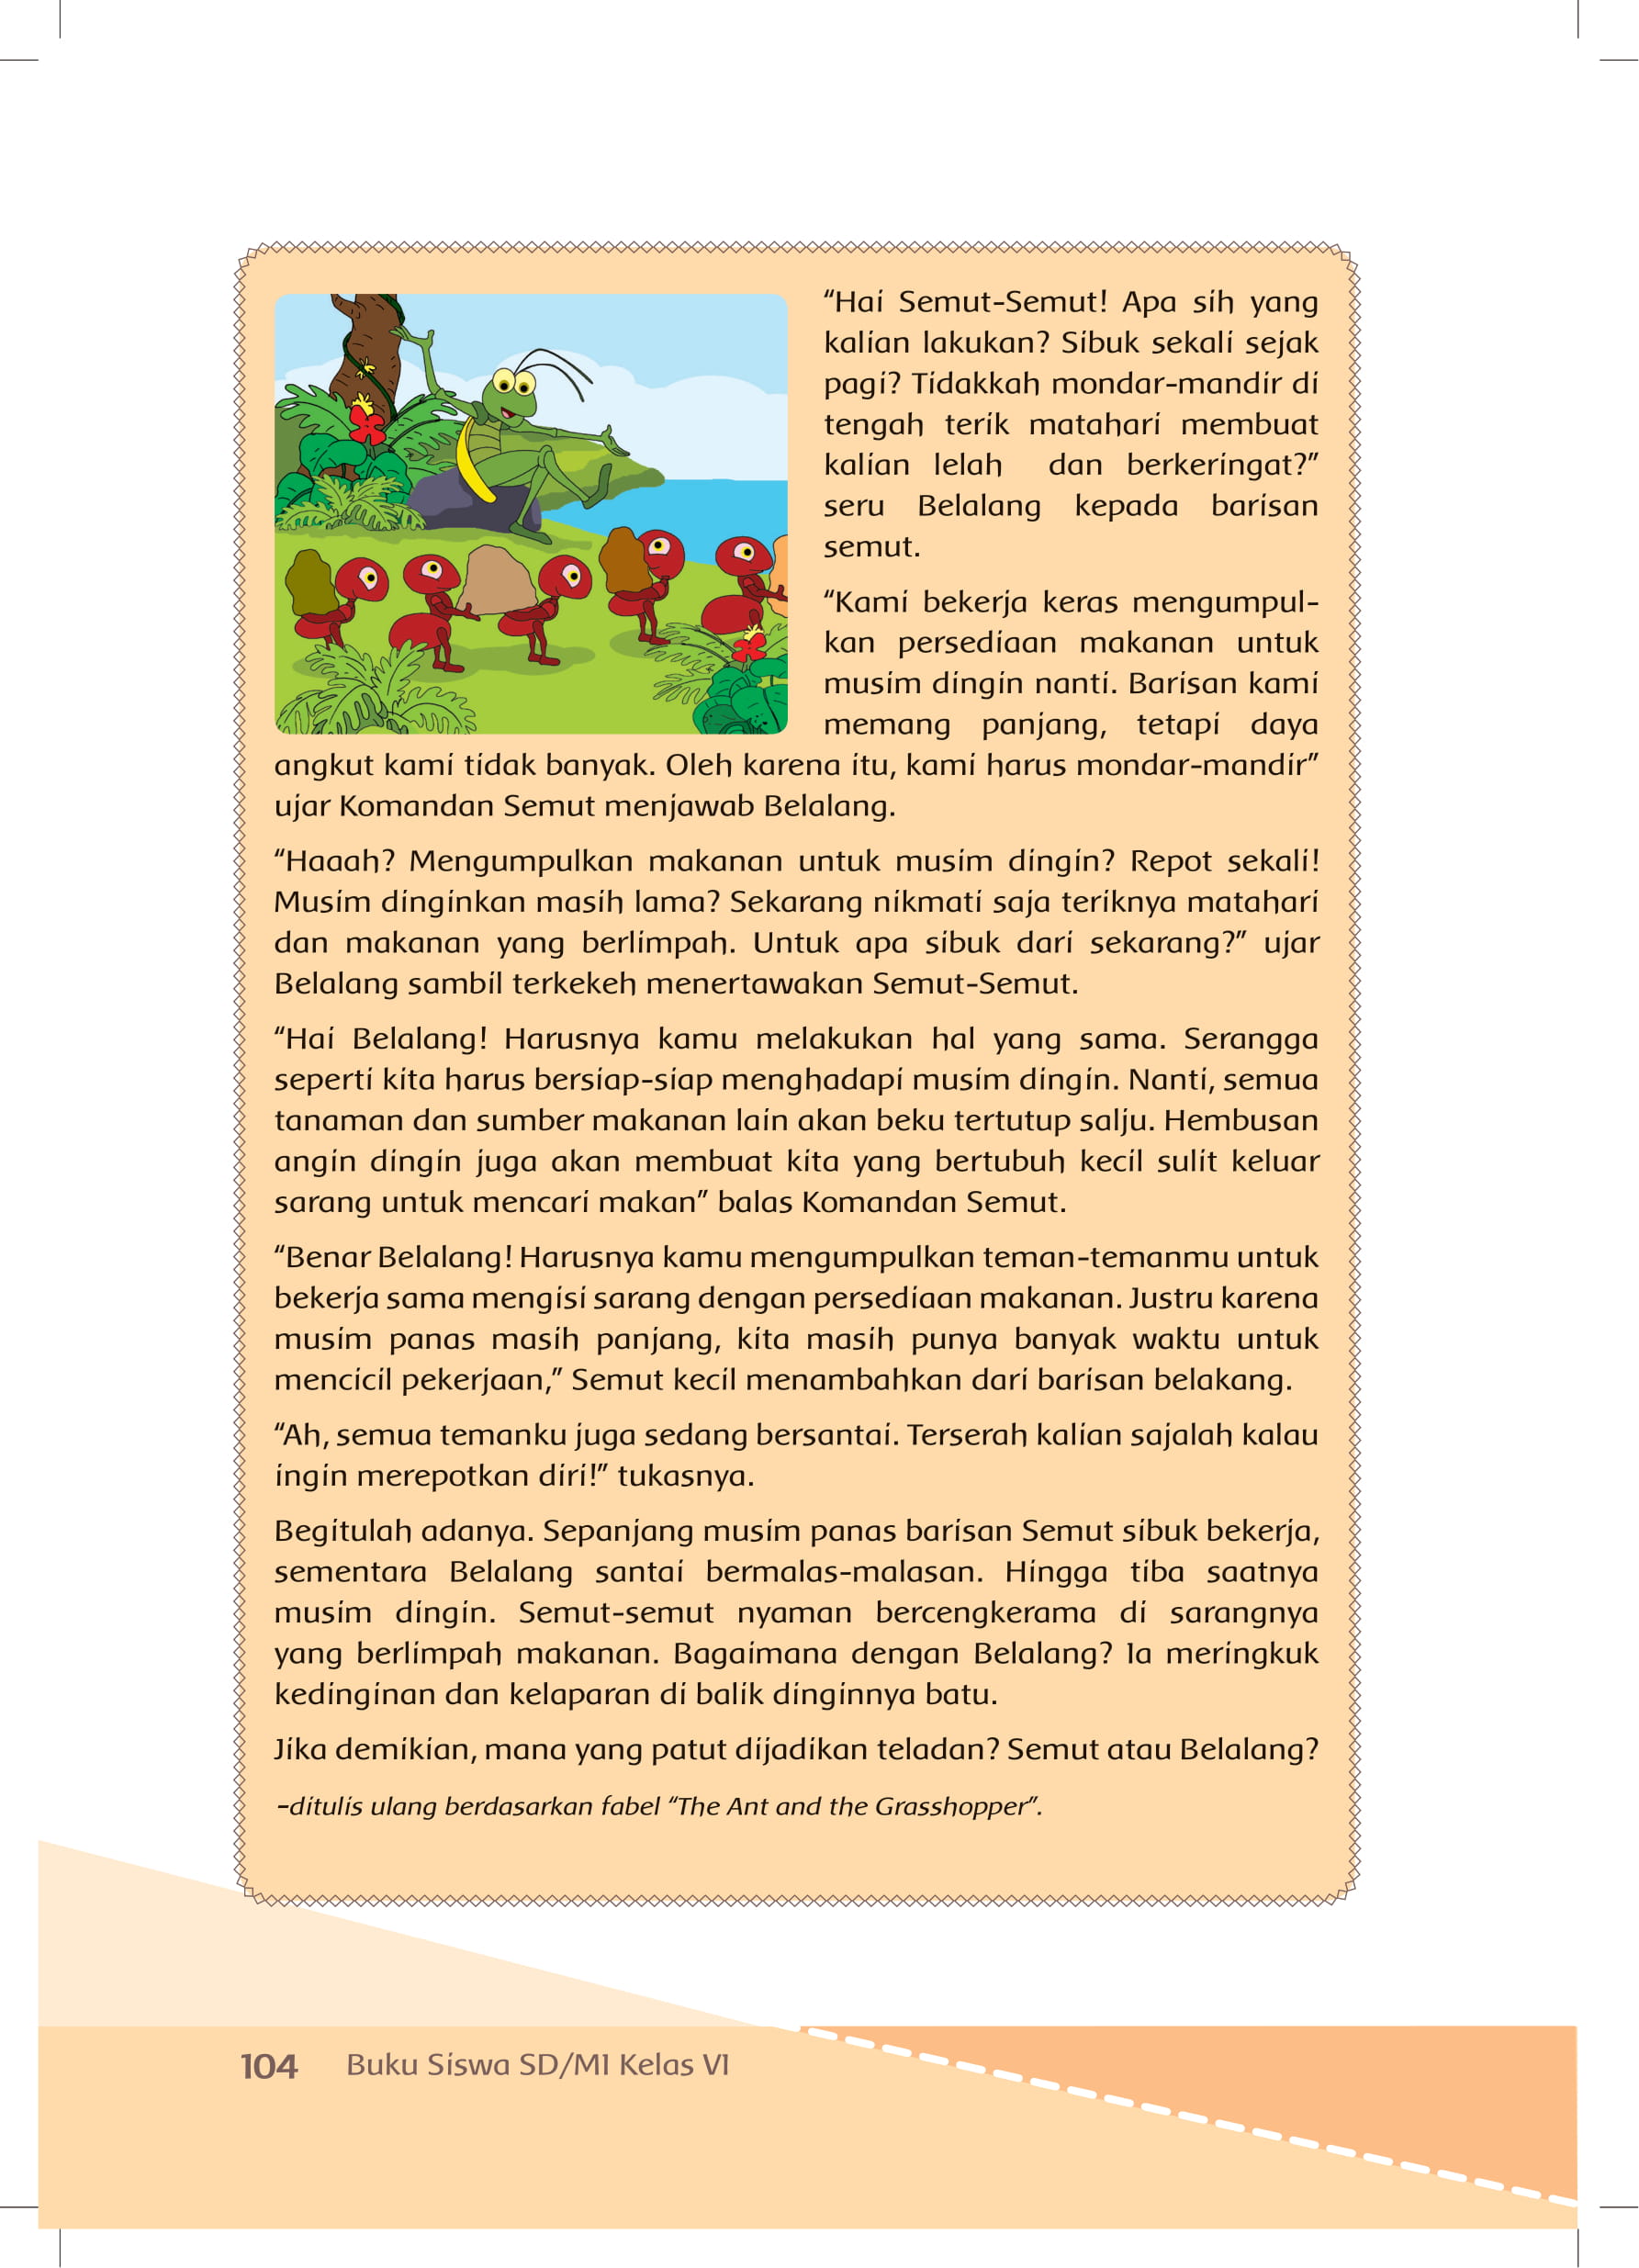 “Hai Semut-Semut! Apa sih yang
kalian lakukan? Sibuk sekali sejak
pagi? Tidakkah mondar-mandir di
tengah terik matahari membuat
kalian lelah dan berkeringat?”
seru Belalang kepada barisan
semut.
“Kami bekerja keras mengumpul-
kan persediaan makanan untuk
musim dingin nanti. Barisan kami
memang panjang, tetapi daya
angkut kami tidak banyak. Oleh karena itu, kami harus mondar-mandir”
ujar Komandan Semut menjawab Belalang.
“Haaah? Mengumpulkan makanan untuk musim dingin? Repot sekali!
Musim dinginkan masih lama? Sekarang nikmati saja teriknya matahari
dan makanan yang berlimpah. Untuk apa sibuk dari sekarang?” ujar
Belalang sambil terkekeh menertawakan Semut-Semut.
“Hai Belalang! Harusnya kamu melakukan hal yang sama. Serangga
seperti kita harus bersiap-siap menghadapi musim dingin. Nanti, semua
tanaman dan sumber makanan lain akan beku tertutup salju. Hembusan
angin dingin juga akan membuat kita yang bertubuh kecil sulit keluar
sarang untuk mencari makan” balas Komandan Semut.
“Benar Belalang! Harusnya kamu mengumpulkan teman-temanmu untuk
bekerja sama mengisi sarang dengan persediaan makanan. Justru karena
musim panas masih panjang, kita masih punya banyak waktu untuk
mencicil pekerjaan,” Semut kecil menambahkan dari barisan belakang.
“Ah, semua temanku juga sedang bersantai. Terserah kalian sajalah kalau
ingin merepotkan diri!” tukasnya.
Begitulah adanya. Sepanjang musim panas barisan Semut sibuk bekerja,
sementara Belalang santai bermalas-malasan. Hingga tiba saatnya
musim dingin. Semut-semut nyaman bercengkerama di sarangnya
yang berlimpah makanan. Bagaimana dengan Belalang? Ia meringkuk
kedinginan dan kelaparan di balik dinginnya batu.
Jika demikian, mana yang patut dijadikan teladan? Semut atau Belalang?
–ditulis ulang berdasarkan fabel “The Ant and the Grasshopper”.
104 Buku Siswa SD/MI Kelas VI